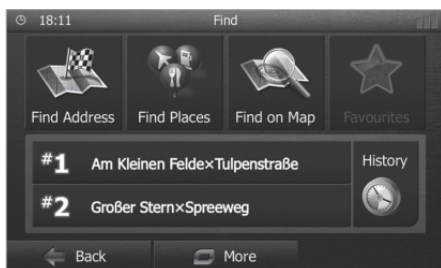 18:11 Find
Find Address Find Places Find on Map Favourites
#1 Am Kleinen Felde×Tulpenstraße
History
#2 Großer Stern×Spreeweg
Back More